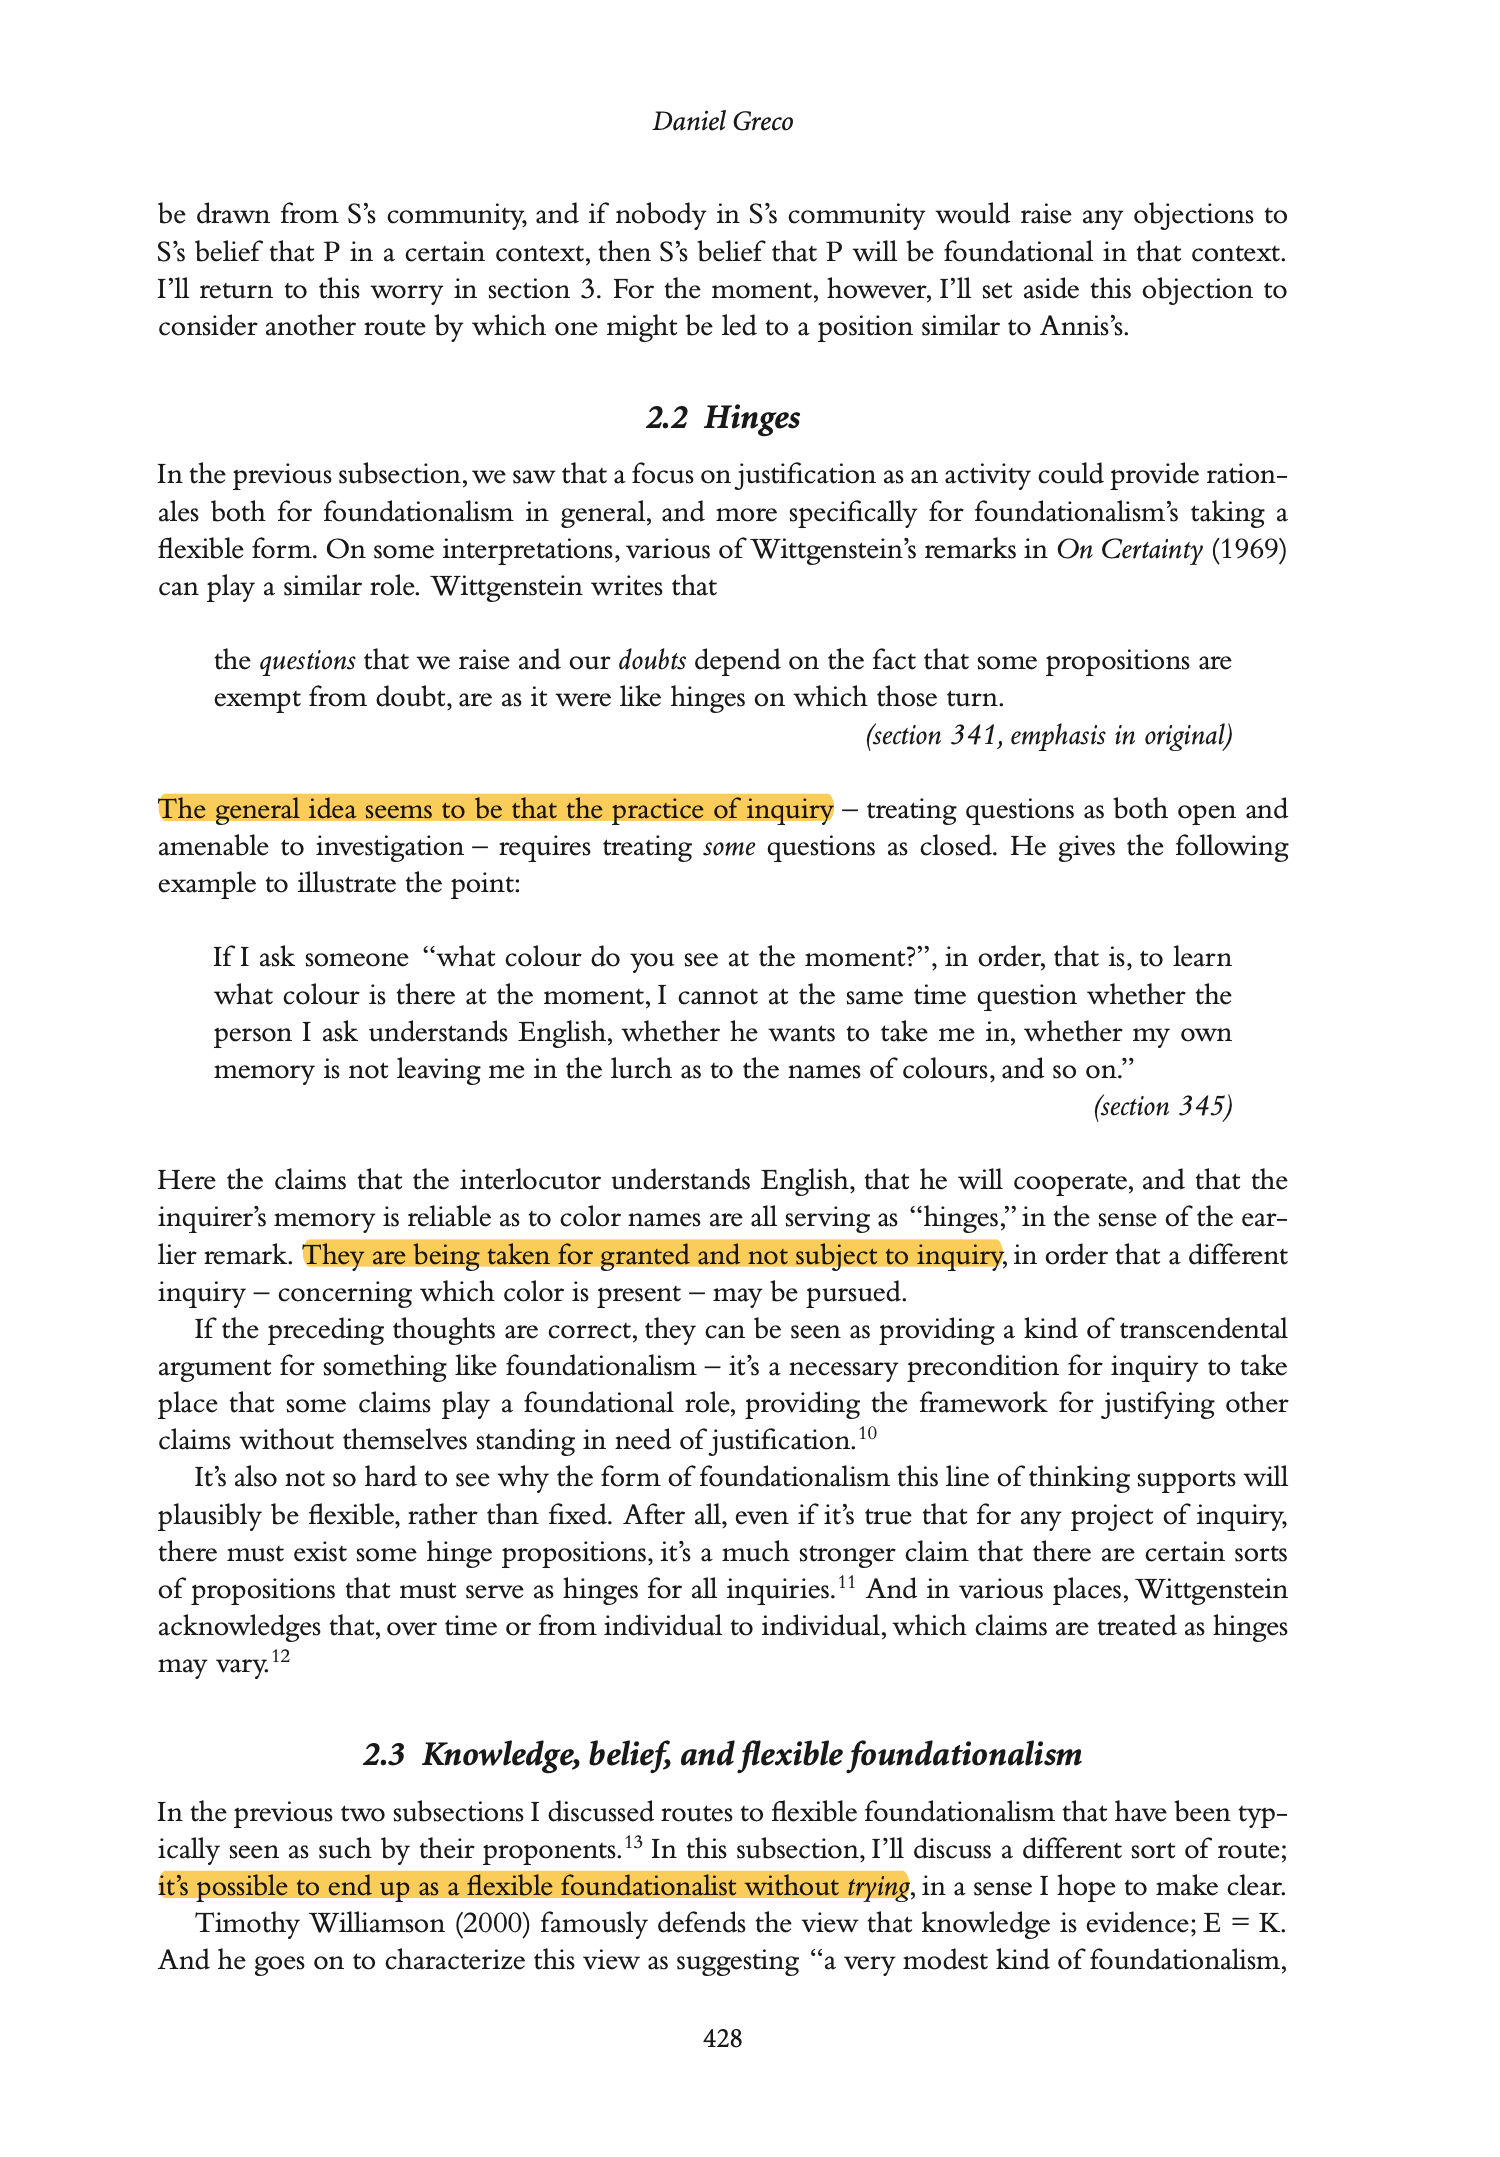 Daniel Greco
be drawn from S’s community, and if nobody in S’s community would raise any objections to
S’s belief that P in a certain context, then S’s belief that P will be foundational in that context.
I’ll return to this worry in section 3. For the moment, however, I’ll set aside this objection to
consider another route by which one might be led to a position similar to Annis’s.
2.2 Hinges
In the previous subsection, we saw that a focus on justification as an activity could provide ration-
ales both for foundationalism in general, and more specifically for foundationalism’s taking a
flexible form. On some interpretations, various of Wittgenstein’s remarks in On Certainty (1969)
can play a similar role. Wittgenstein writes that
the questions that we raise and our doubts depend on the fact that some propositions are
exempt from doubt, are as it were like hinges on which those turn.
(section 341, emphasis in original)
The general idea seems to be that the practice of inquiry – treating questions as both open and
amenable to investigation – requires treating some questions as closed. He gives the following
example to illustrate the point:
If I ask someone “what colour do you see at the moment?”, in order, that is, to learn
what colour is there at the moment, I cannot at the same time question whether the
person I ask understands English, whether he wants to take me in, whether my own
memory is not leaving me in the lurch as to the names of colours, and so on.”
(section 345)
Here the claims that the interlocutor understands English, that he will cooperate, and that the
inquirer’s memory is reliable as to color names are all serving as “hinges,” in the sense of the ear-
lier remark. They are being taken for granted and not subject to inquiry, in order that a different
inquiry – concerning which color is present – may be pursued.
If the preceding thoughts are correct, they can be seen as providing a kind of transcendental
argument for something like foundationalism – it’s a necessary precondition for inquiry to take
place that some claims play a foundational role, providing the framework for justifying other
claims without themselves standing in need of justification.10
It’s also not so hard to see why the form of foundationalism this line of thinking supports will
plausibly be flexible, rather than fixed. After all, even if it’s true that for any project of inquiry,
there must exist some hinge propositions, it’s a much stronger claim that there are certain sorts
of propositions that must serve as hinges for all inquiries.11 And in various places, Wittgenstein
acknowledges that, over time or from individual to individual, which claims are treated as hinges
may vary.12
2.3 Knowledge, belief, and flexible foundationalism
In the previous two subsections I discussed routes to flexible foundationalism that have been typ-
ically seen as such by their proponents.13 In this subsection, I’ll discuss a different sort of route;
it’s possible to end up as a flexible foundationalist without trying, in a sense I hope to make clear.
Timothy Williamson (2000) famously defends the view that knowledge is evidence; E = K.
And he goes on to characterize this view as suggesting “a very modest kind of foundationalism,
428